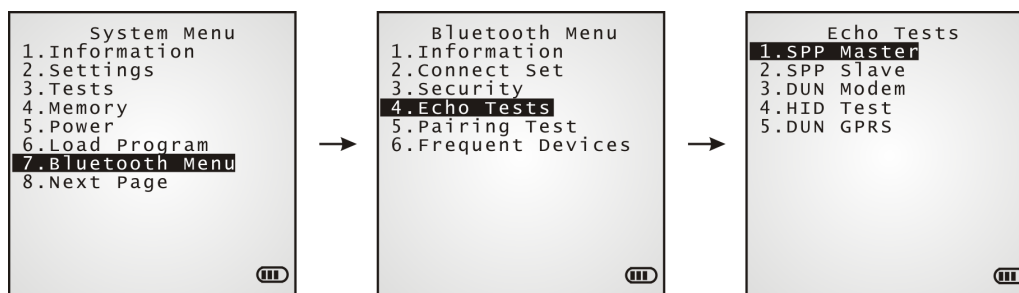 System Menu
1.Information
2.Settings
3.Tests
4.Memory
5.Power
6.Load Program
7.Bluetooth Menu
8.Next Page
Bluetooth Menu
1.Information
2.Connect Set
3.Security
4.Echo Tests
5.Pairing Test
6.Frequent Devices
Echo Tests
1.SPP Master
2.SPP Slave
3.DUN Modem
4.HID Test
5.DUN GPRS